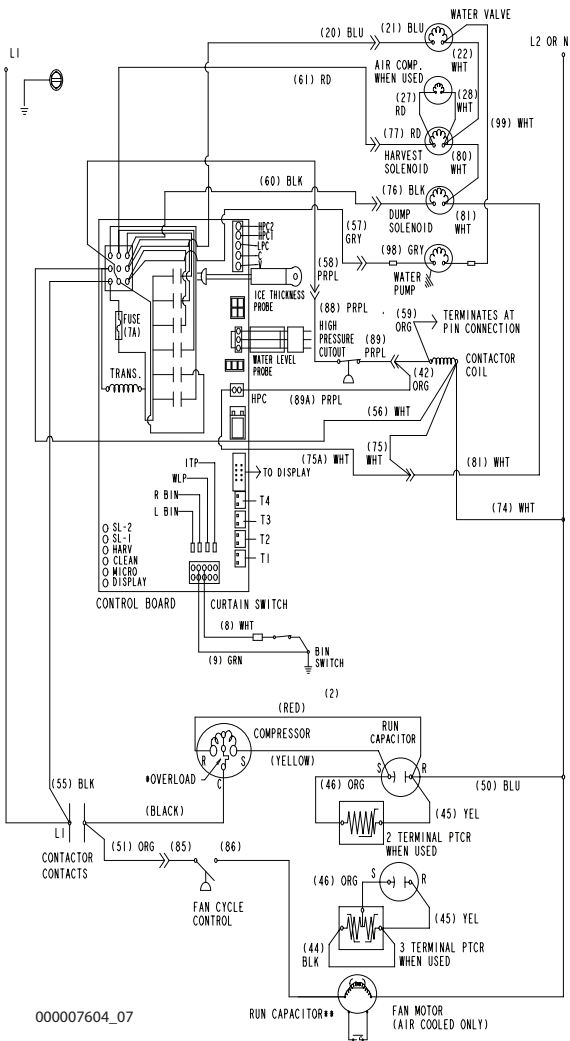 WATER VALVE
(20) BLU
(21) BLU
L1
L2 OR N
(22)
WHT
AIR COMP.
WHEN USED
(61) RD
(27)
RD
(28)
WHT
(99) WHT
(77) RD
HARVEST
SOLENOID
(80)
WHT
(60) BLK
(76) BLK
DUMP
SOLENOID
(81)
WHT
(57)
GRY
(98) GRY
WATER
PUMP
HPC2
HPC1
LPC
C
(58)
PRPL
ICE THICKNESS
PROBE
(88) PRPL
(59)
ORG
TERMINATES AT
PIN CONNECTION
FUSE
(7A)
HIGH
PRESSURE
CUTOUT
(89)
PRPL
WATER LEVEL
PROBE
CONTACTOR
COIL
TRANS.
(42)
ORG
HPC
(89A) PRPL
(56) WHT
(75)
WHT
(75A) WHT
(81) WHT
ITP
WLP
R BIN
L BIN
TO DISPLAY
T4
T3
T2
T1
(74) WHT
SL-2
SL-1
HARV
CLEAN
MICRO
DISPLAY
CONTROL BOARD
CURTAIN SWITCH
(8) WHT
(9) GRN
BIN
SWITCH
(2)
(RED)
COMPRESSOR
RUN
CAPACITOR
R
S
(YELLOW)
*OVERLOAD
C
S
R
(55) BLK
(BLACK)
(46) ORG
(50) BLU
(45) YEL
L1
2 TERMINAL PTCR
WHEN USED
CONTACTOR
CONTACTS
(51) ORG
(85)
(86)
(46) ORG
S
R
FAN CYCLE
CONTROL
(45) YEL
(44)
BLK
3 TERMINAL PTCR
WHEN USED
RUN CAPACITOR**
FAN MOTOR
(AIR COOLED ONLY)
000007604_07